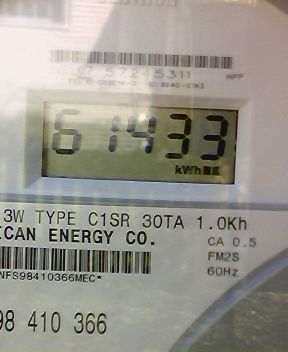 57245311
61433
kWh
3W TYPE C1SR 30TA 1.0Kh
ICAN ENERGY CO.
CA 0.5
FM2S
60Hz
NFS98410366MEC*
98 410 366